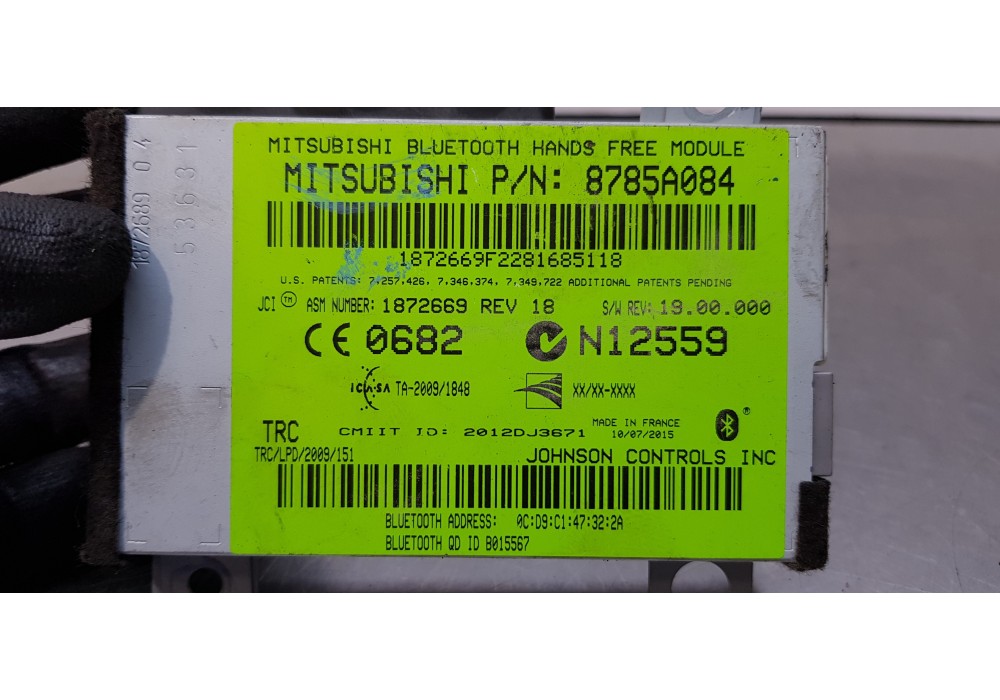 MITSUBISHI BLUETOOTH HANDS FREE MODULE
MITSUBISHI P/N: 8785A084
1872669F2281685118
U.S. PATENTS: 7,257,426, 7,346,374, 7,349,722 ADDITIONAL PATENTS PENDING
JCI ™ ASM NUMBER: 1872669 REV 18 S/W REV: 19.00.000
CE 0682 N12559
ICASA TA-2009/1848 XX/XX-XXXX
TRC CMIIT ID: 2012DJ3671 MADE IN FRANCE
10/07/2015
®
TRC/LPD/2009/151 JOHNSON CONTROLS INC
BLUETOOTH ADDRESS: 0C:D9:C1:47:32:2A
BLUETOOTH QD ID B015567
1872689 04
53631